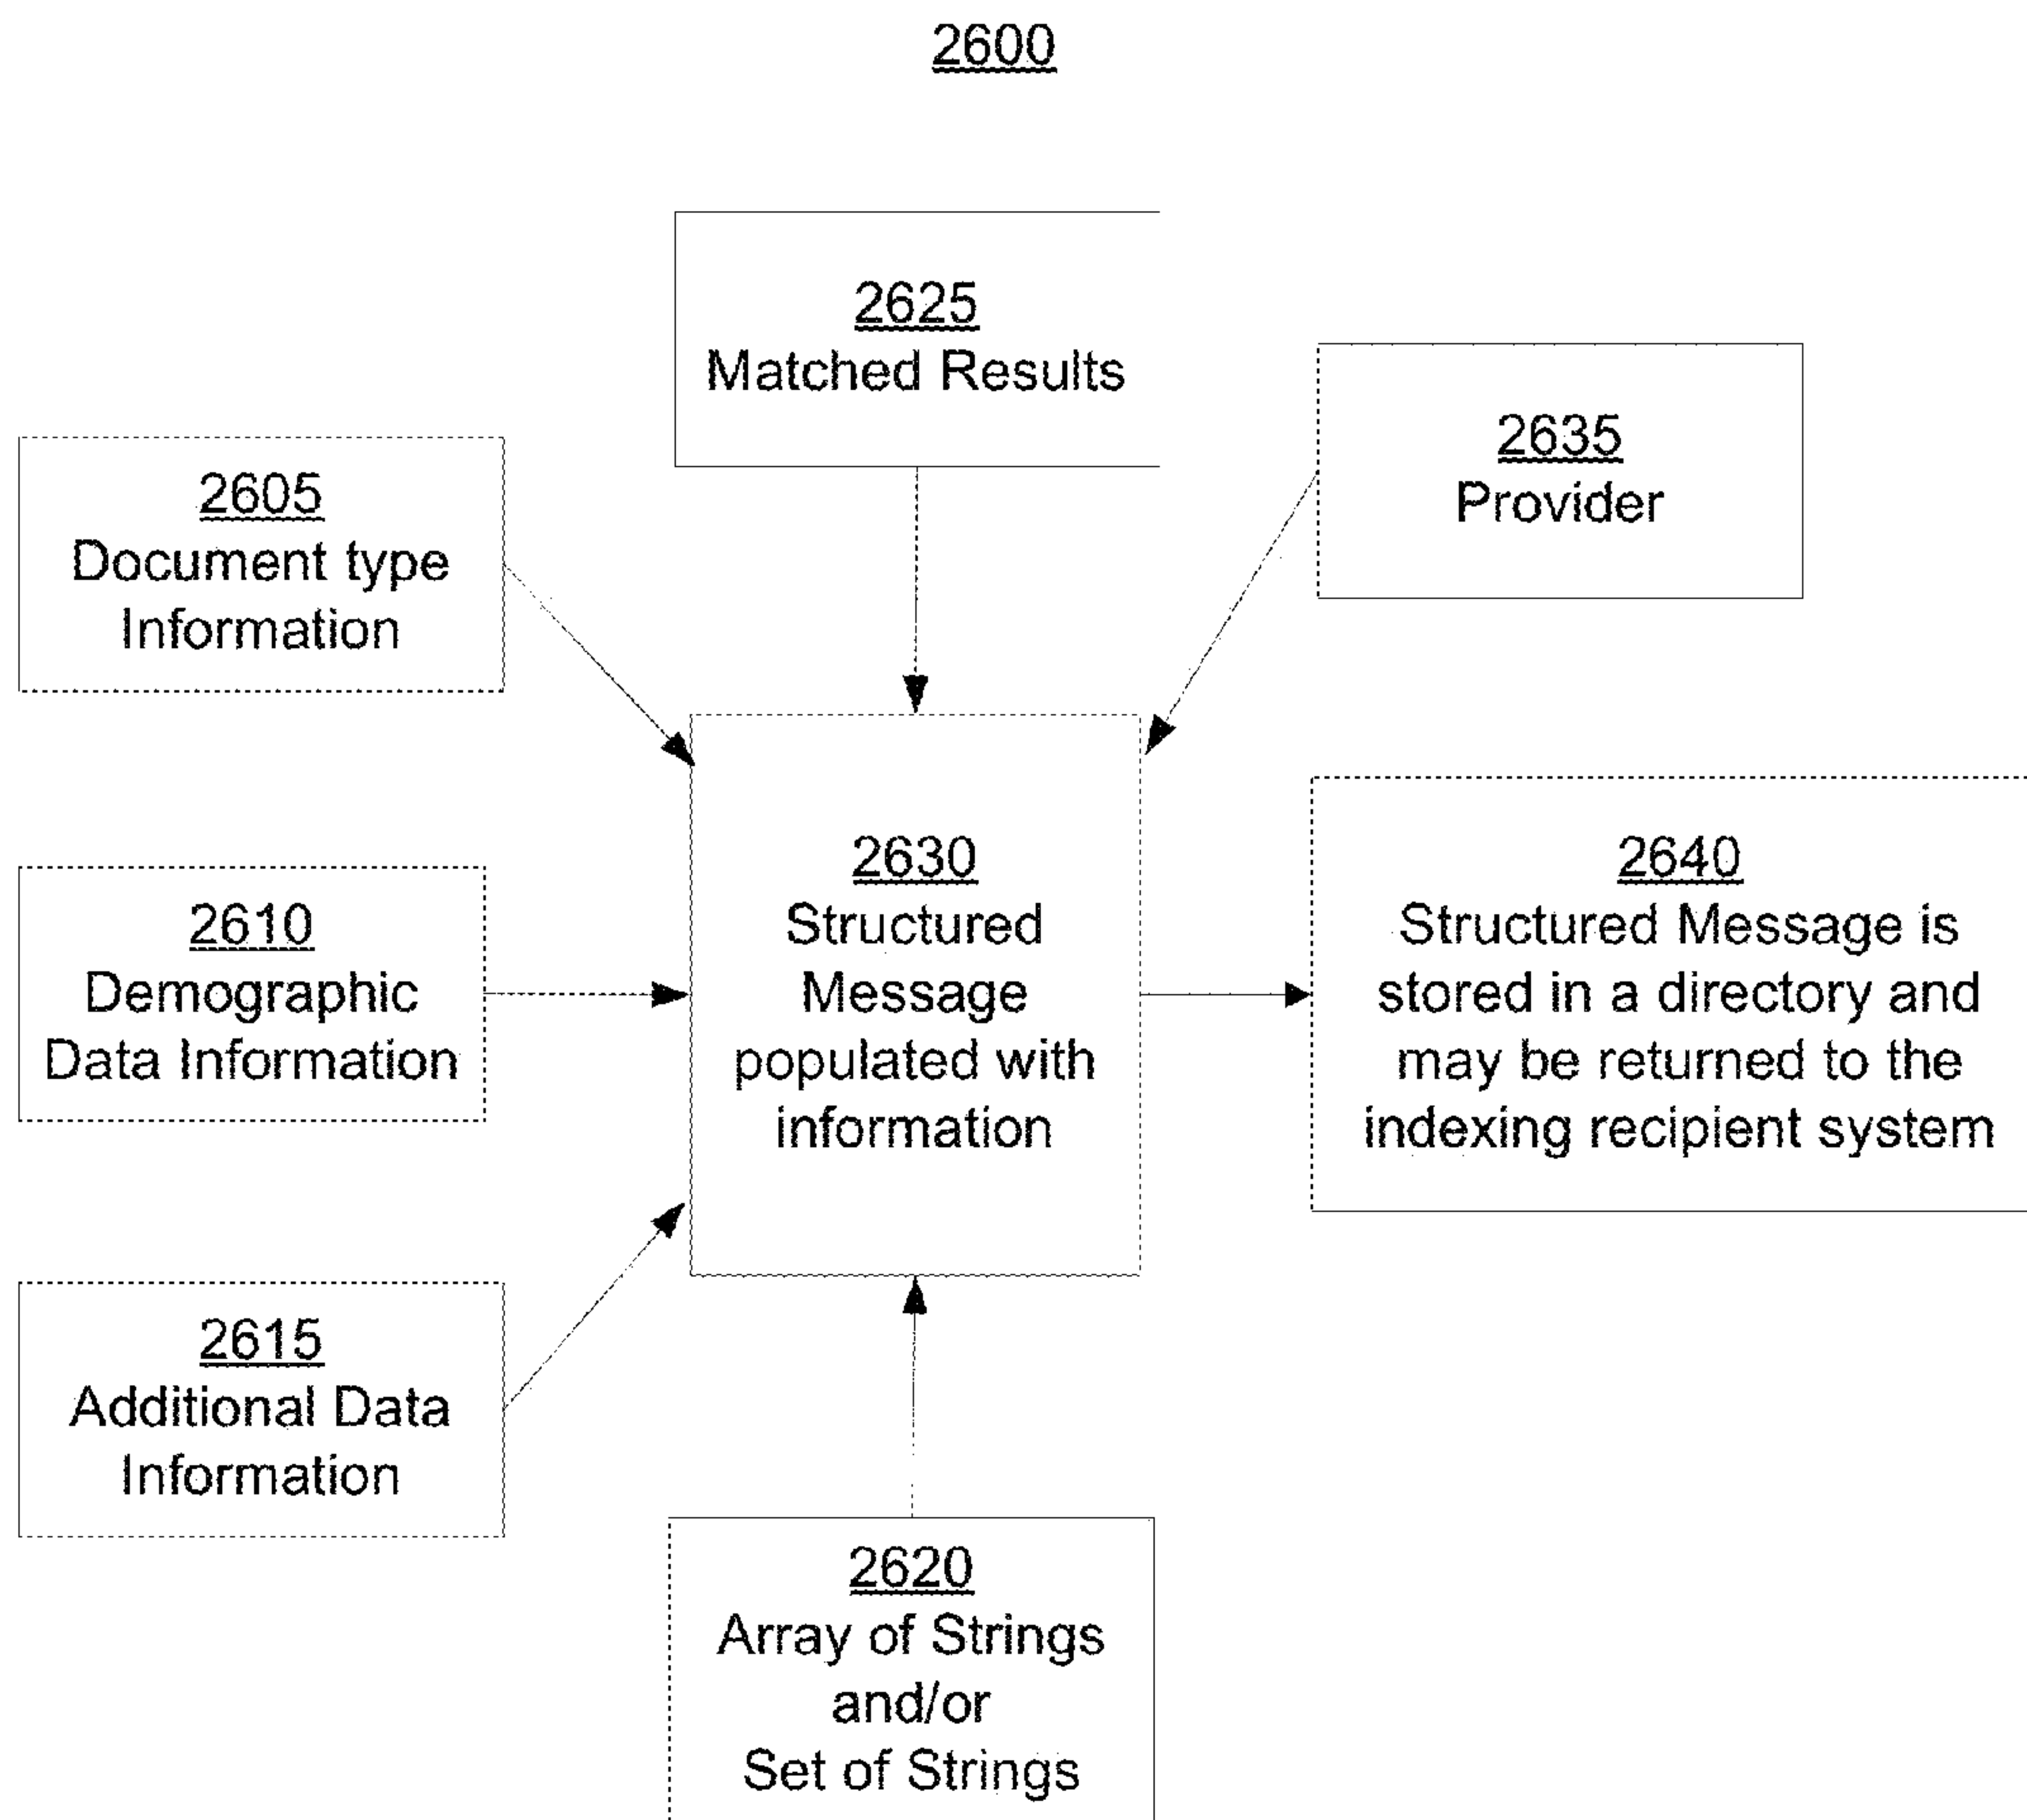 2600
2625
Matched Results
2635
Provider
2605
Document type
Information
2610
Demographic
Data Information
2630
Structured
Message
populated with
information
2640
Structured Message is
stored in a directory and
may be returned to the
indexing recipient system
2615
Additional Data
Information
2620
Array of Strings
and/or
Set of Strings